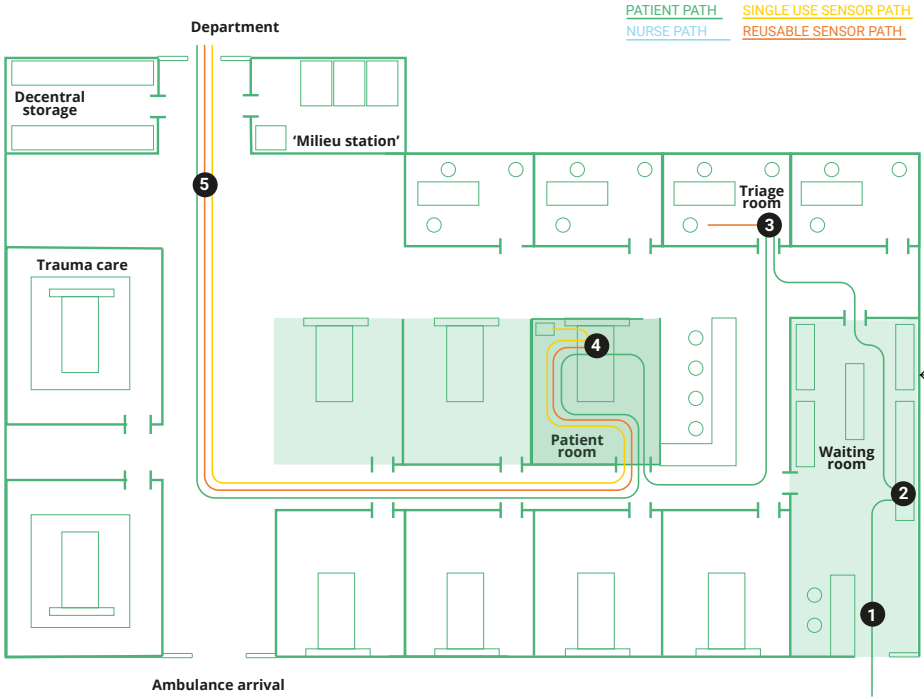 PATIENT PATH
SINGLE USE SENSOR PATH
NURSE PATH
REUSABLE SENSOR PATH
Department
Decentral
storage
'Milieu station'
5
Triage
room
3
Trauma care
4
Patient
room
Waiting
room
2
1
Ambulance arrival